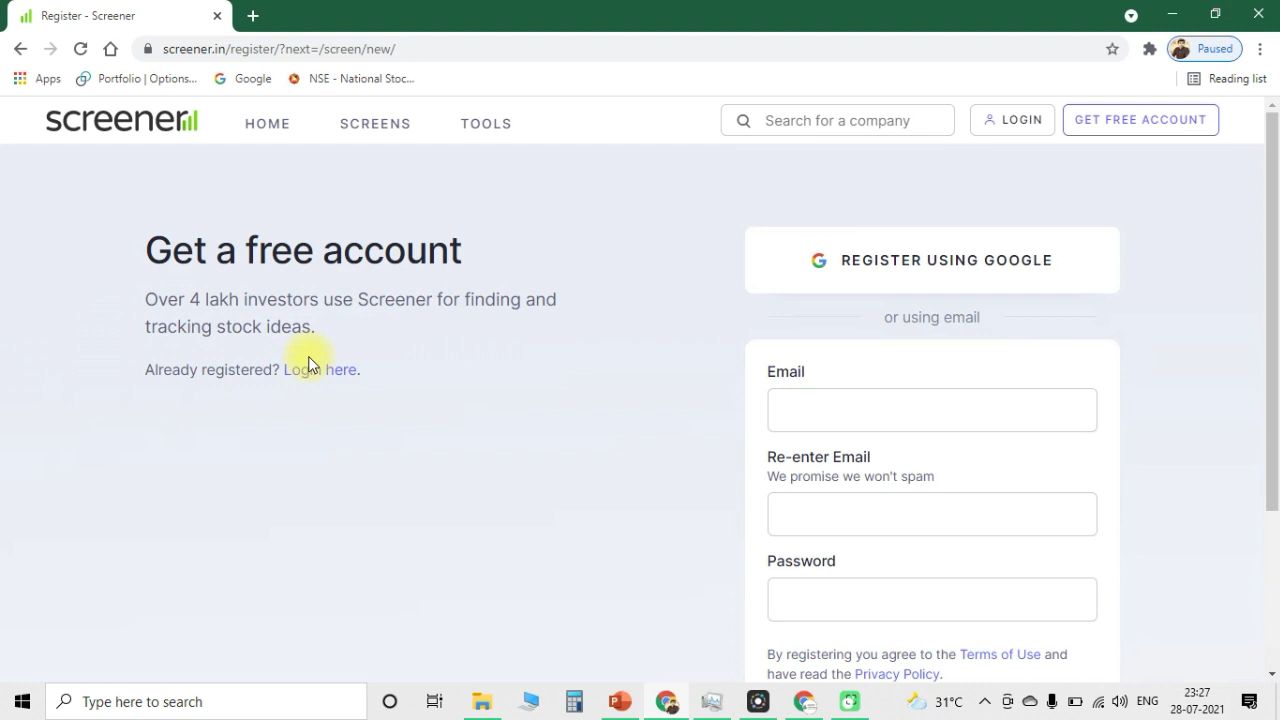 Register - Screener
screener.in/register/?next=/screen/new/
Paused
Apps
Portfolio | Options...
Google
NSE - National Stoc...
Reading list
screener
HOME
SCREENS
TOOLS
Search for a company
LOGIN
GET FREE ACCOUNT
Get a free account
Over 4 lakh investors use Screener for finding and
tracking stock ideas.
Already registered? Login here.
G REGISTER USING GOOGLE
or using email
Email
Re-enter Email
We promise we won't spam
Password
By registering you agree to the Terms of Use and
have read the Privacy Policy.
Type here to search
31°C
ENG
23:27
28-07-2021